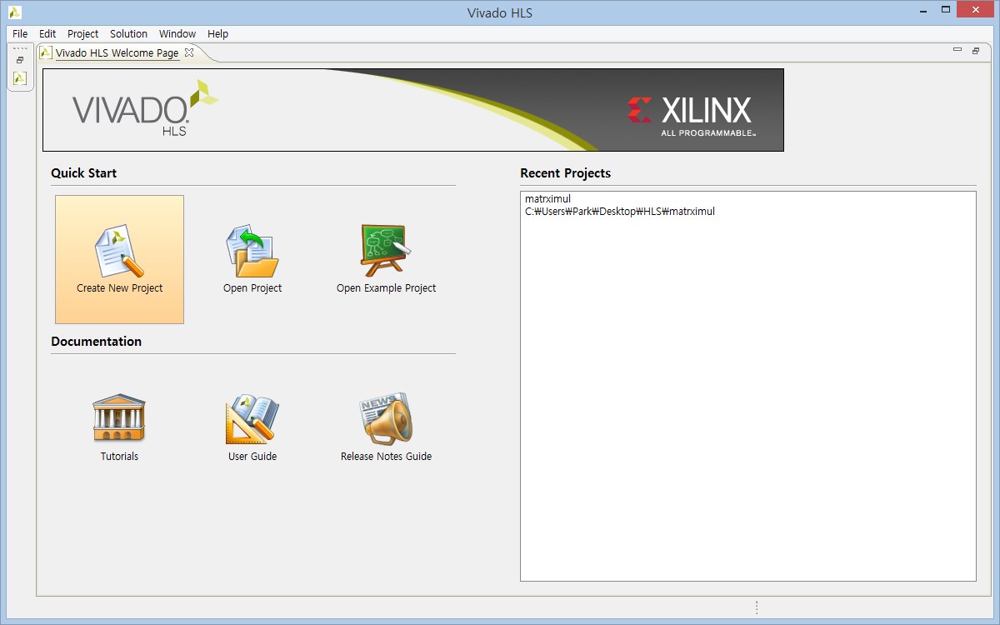 Vivado HLS
File Edit Project Solution Window Help
Vivado HLS Welcome Page
VIVADO.
HLS
XILINX
ALL PROGRAMMABLE™
Quick Start
Create New Project
Open Project
Open Example Project
Documentation
NEWS
Tutorials
User Guide
Release Notes Guide
Recent Projects
matrximul
C:₩Users₩Park₩Desktop₩HLS₩matrximul